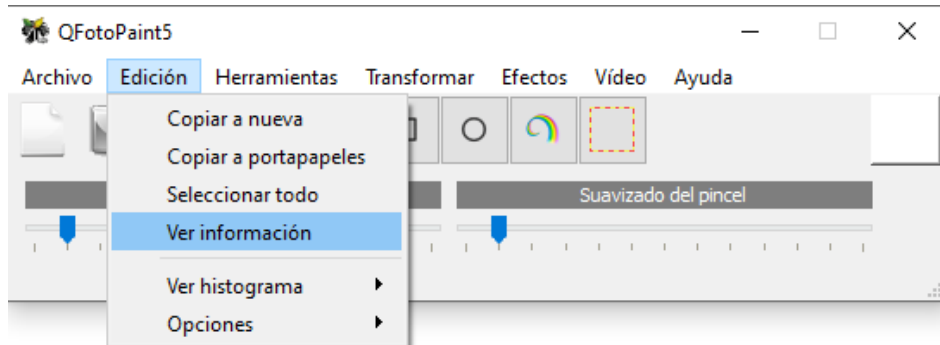 QFotoPaint5
Archivo Edición Herramientas Transformar Efectos Vídeo Ayuda
Copiar a nueva
Copiar a portapapeles
Seleccionar todo
Suavizado del pincel
Ver información
Ver histograma
Opciones